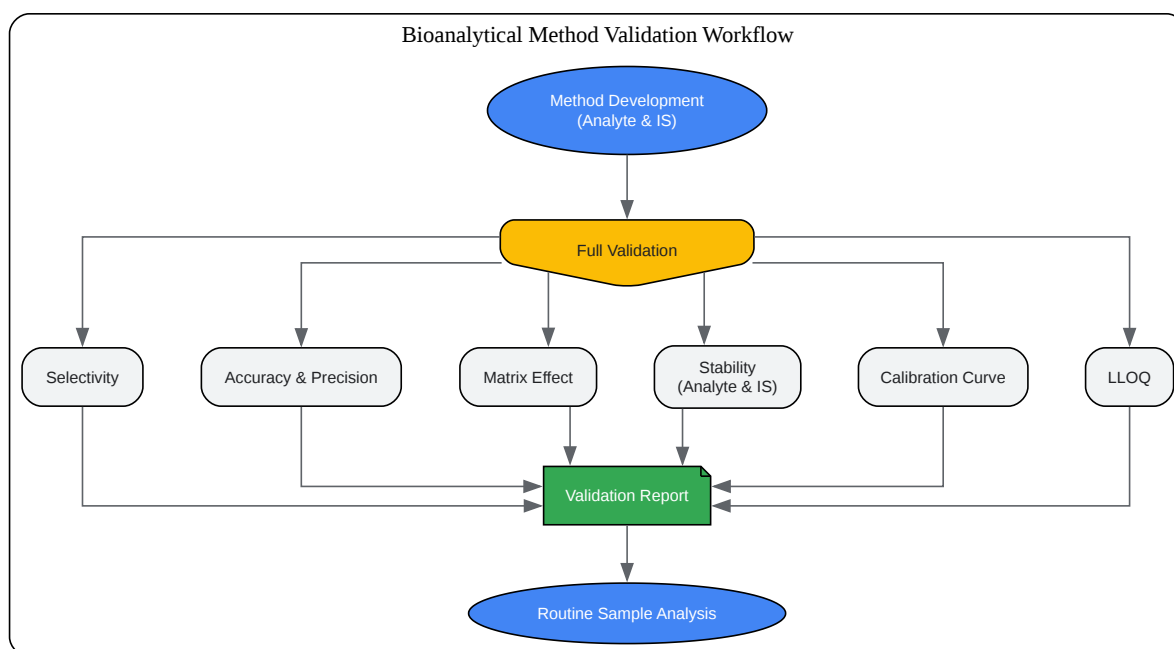 Bioanalytical Method Validation Workflow
Method Development
(Analyte & IS)
Full Validation
Selectivity
Accuracy & Precision
Matrix Effect
Stability
(Analyte & IS)
Calibration Curve
LLOQ
Validation Report
Routine Sample Analysis